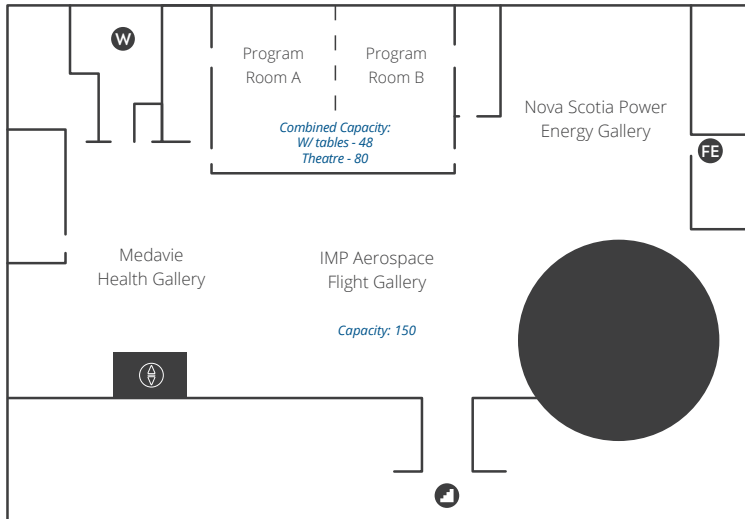 W
Program
Room A
Program
Room B
Combined Capacity:
W/ tables - 48
Theatre - 80
Nova Scotia Power
Energy Gallery
FE
Medavie
Health Gallery
IMP Aerospace
Flight Gallery
Capacity: 150